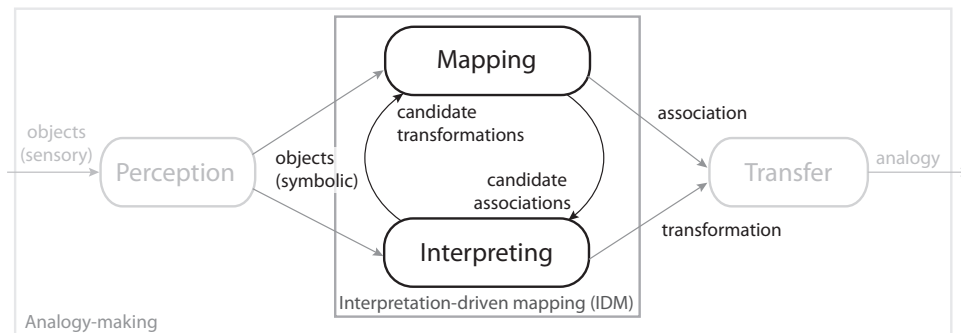 Mapping
candidate
transformations
association
objects
(sensory)
Perception
objects
(symbolic)
Transfer
analogy
candidate
associations
transformation
Interpreting
Interpretation-driven mapping (IDM)
Analogy-making